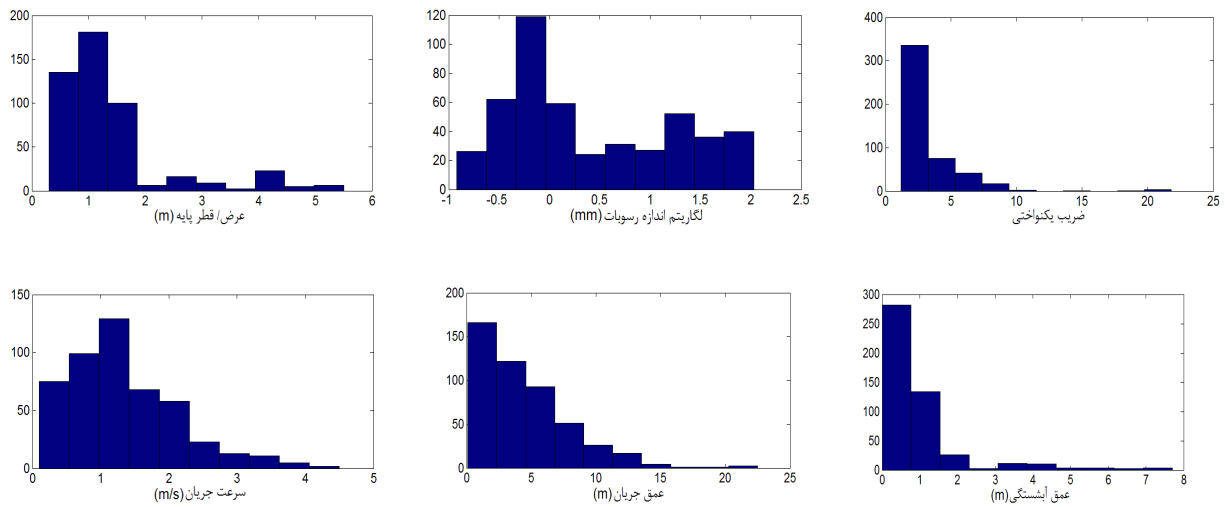 200
150
100
50
0
0 1 2 3 4 5 6
عرض/ قطر پایه (m)
120
100
80
60
40
20
0
-1 -0.5 0 0.5 1 1.5 2 2.5
لگاریتم اندازه رسوبات (mm)
400
300
200
100
0
0 5 10 15 20 25
ضریب یکنواختی
150
100
50
0
0 1 2 3 4 5
سرعت جریان (m/s)
200
150
100
50
0
0 5 10 15 20 25
عمق جریان (m)
300
250
200
150
100
50
0
0 1 2 3 4 5 6 7 8
عمق آبشستگی (m)